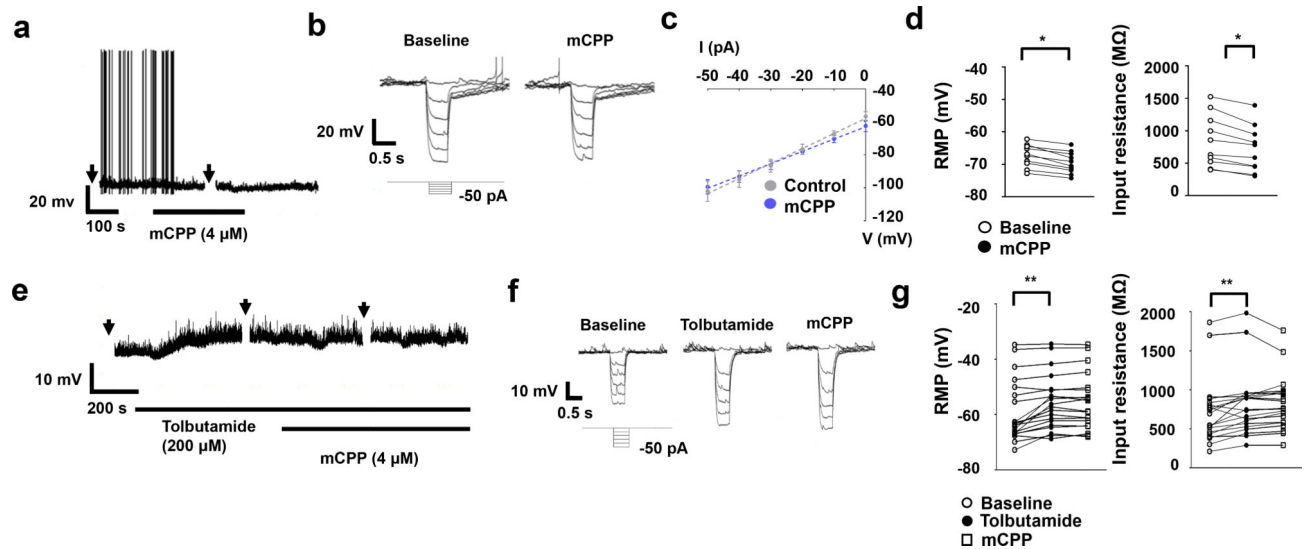 a
20 mv
100 s
mCPP (4 µM)
b
Baseline
mCPP
20 mV
0.5 s
-50 pA
c
I (pA)
-50 -40 -30 -20 -10 0
-40
-60
-80
-100
-120
V (mV)
Control
mCPP
d
*
RMP (mV)
-40
-50
-60
-70
-80
*
Input resistance (MΩ)
2000
1500
1000
500
0
Baseline
mCPP
e
10 mV
200 s
Tolbutamide
(200 µM)
mCPP (4 µM)
f
Baseline
Tolbutamide
mCPP
10 mV
0.5 s
-50 pA
g
**
RMP (mV)
-20
-40
-60
-80
**
Input resistance (MΩ)
2000
1500
1000
500
0
Baseline
Tolbutamide
mCPP